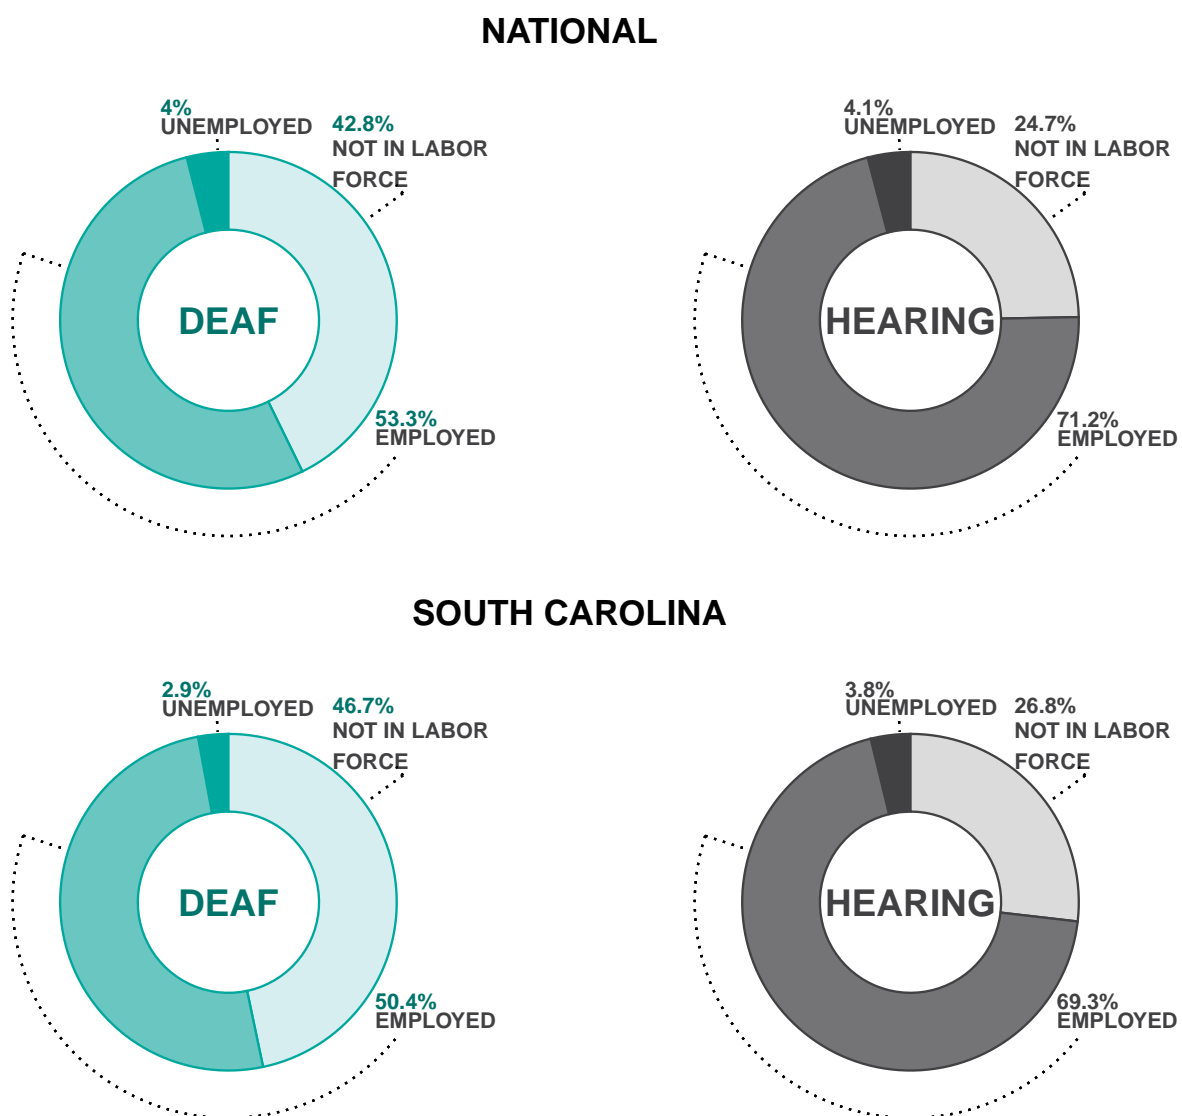 NATIONAL
4%
UNEMPLOYED
42.8%
NOT IN LABOR
FORCE
DEAF
53.3%
EMPLOYED
4.1%
UNEMPLOYED
24.7%
NOT IN LABOR
FORCE
HEARING
71.2%
EMPLOYED
SOUTH CAROLINA
2.9%
UNEMPLOYED
46.7%
NOT IN LABOR
FORCE
DEAF
50.4%
EMPLOYED
3.8%
UNEMPLOYED
26.8%
NOT IN LABOR
FORCE
HEARING
69.3%
EMPLOYED